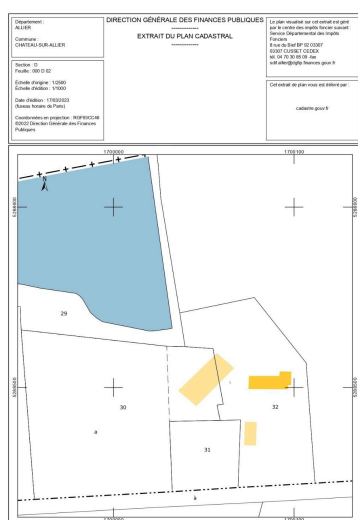 Département :
ALLIER
Commune :
CHATEAU-SUR-ALLIER
Section : D
Feuille : 000 D 02
Échelle d'origine : 1/2500
Échelle d'édition : 1/1000
Date d'édition : 17/03/2023
(fuseau horaire de Paris)
Coordonnées en projection : RGF93CC46
©2022 Direction Générale des Finances
Publiques
DIRECTION GÉNÉRALE DES FINANCES PUBLIQUES
---------------
EXTRAIT DU PLAN CADASTRAL
---------------
Le plan visualisé sur cet extrait est géré
par le centre des impôts foncier suivant :
Service Départemental des Impôts
Fonciers
8 rue du Bief BP 92 03307
03307 CUSSET CEDEX
tél. 04 70 30 85 09 -fax
sdif.allier@dgfip.finances.gouv.fr
Cet extrait de plan vous est délivré par :
cadastre.gouv.fr
1700000
1700100
N
29
30
32
a
31
1700000
1700100